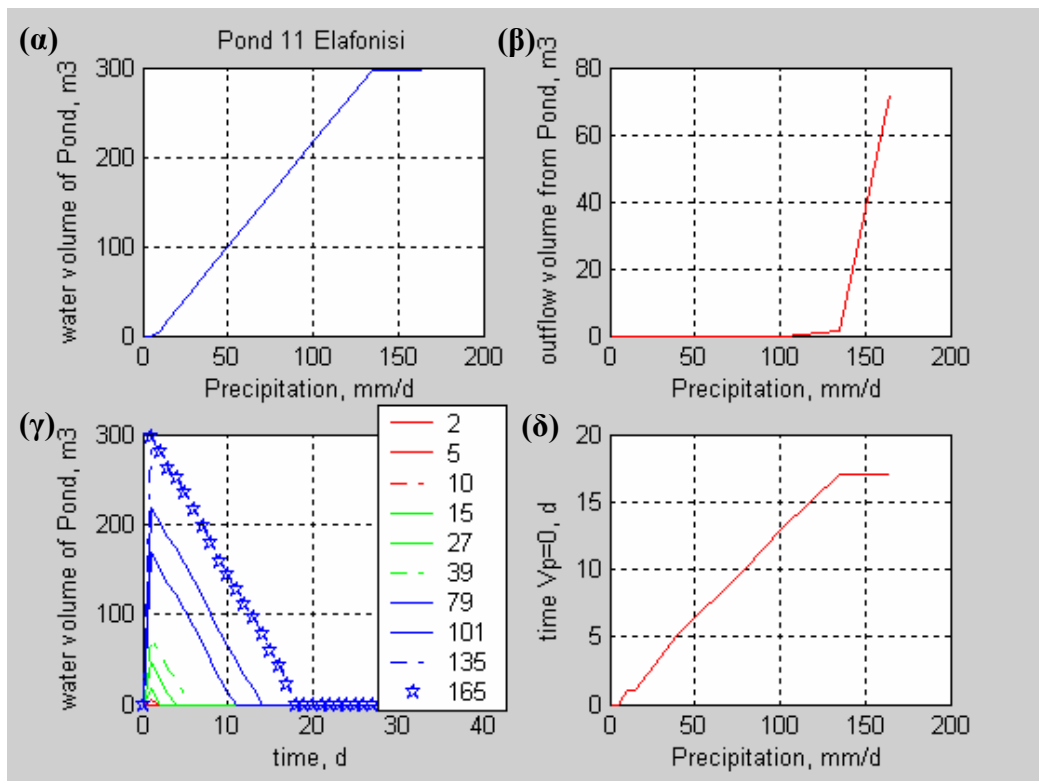 (α)
Pond 11 Elafonisi
water volume of Pond, m3
300
200
100
0
0 50 100 150 200
Precipitation, mm/d
(β)
outflow volume from Pond, m3
80
60
40
20
0
0 50 100 150 200
Precipitation, mm/d
(γ)
water volume of Pond, m3
300
200
100
0
0 10 20 30 40
time, d
2
5
10
15
27
39
79
101
135
165
(δ)
time Vp=0, d
20
15
10
5
0
0 50 100 150 200
Precipitation, mm/d